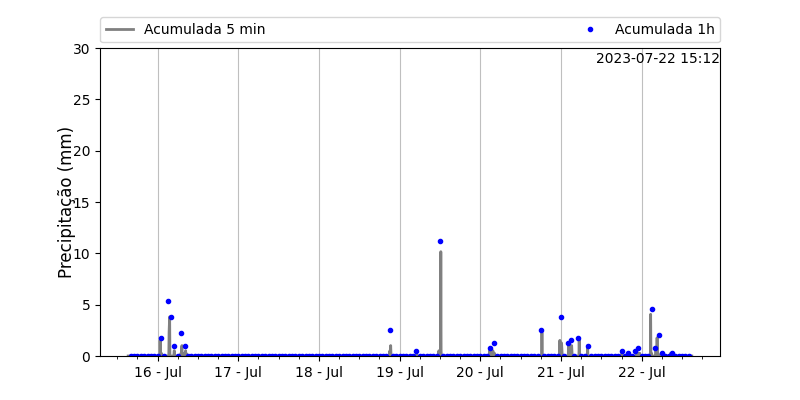 Acumulada 5 min
Acumulada 1h
2023-07-22 15:12
Precipitação (mm)
30
25
20
15
10
5
0
16 - Jul
17 - Jul
18 - Jul
19 - Jul
20 - Jul
21 - Jul
22 - Jul